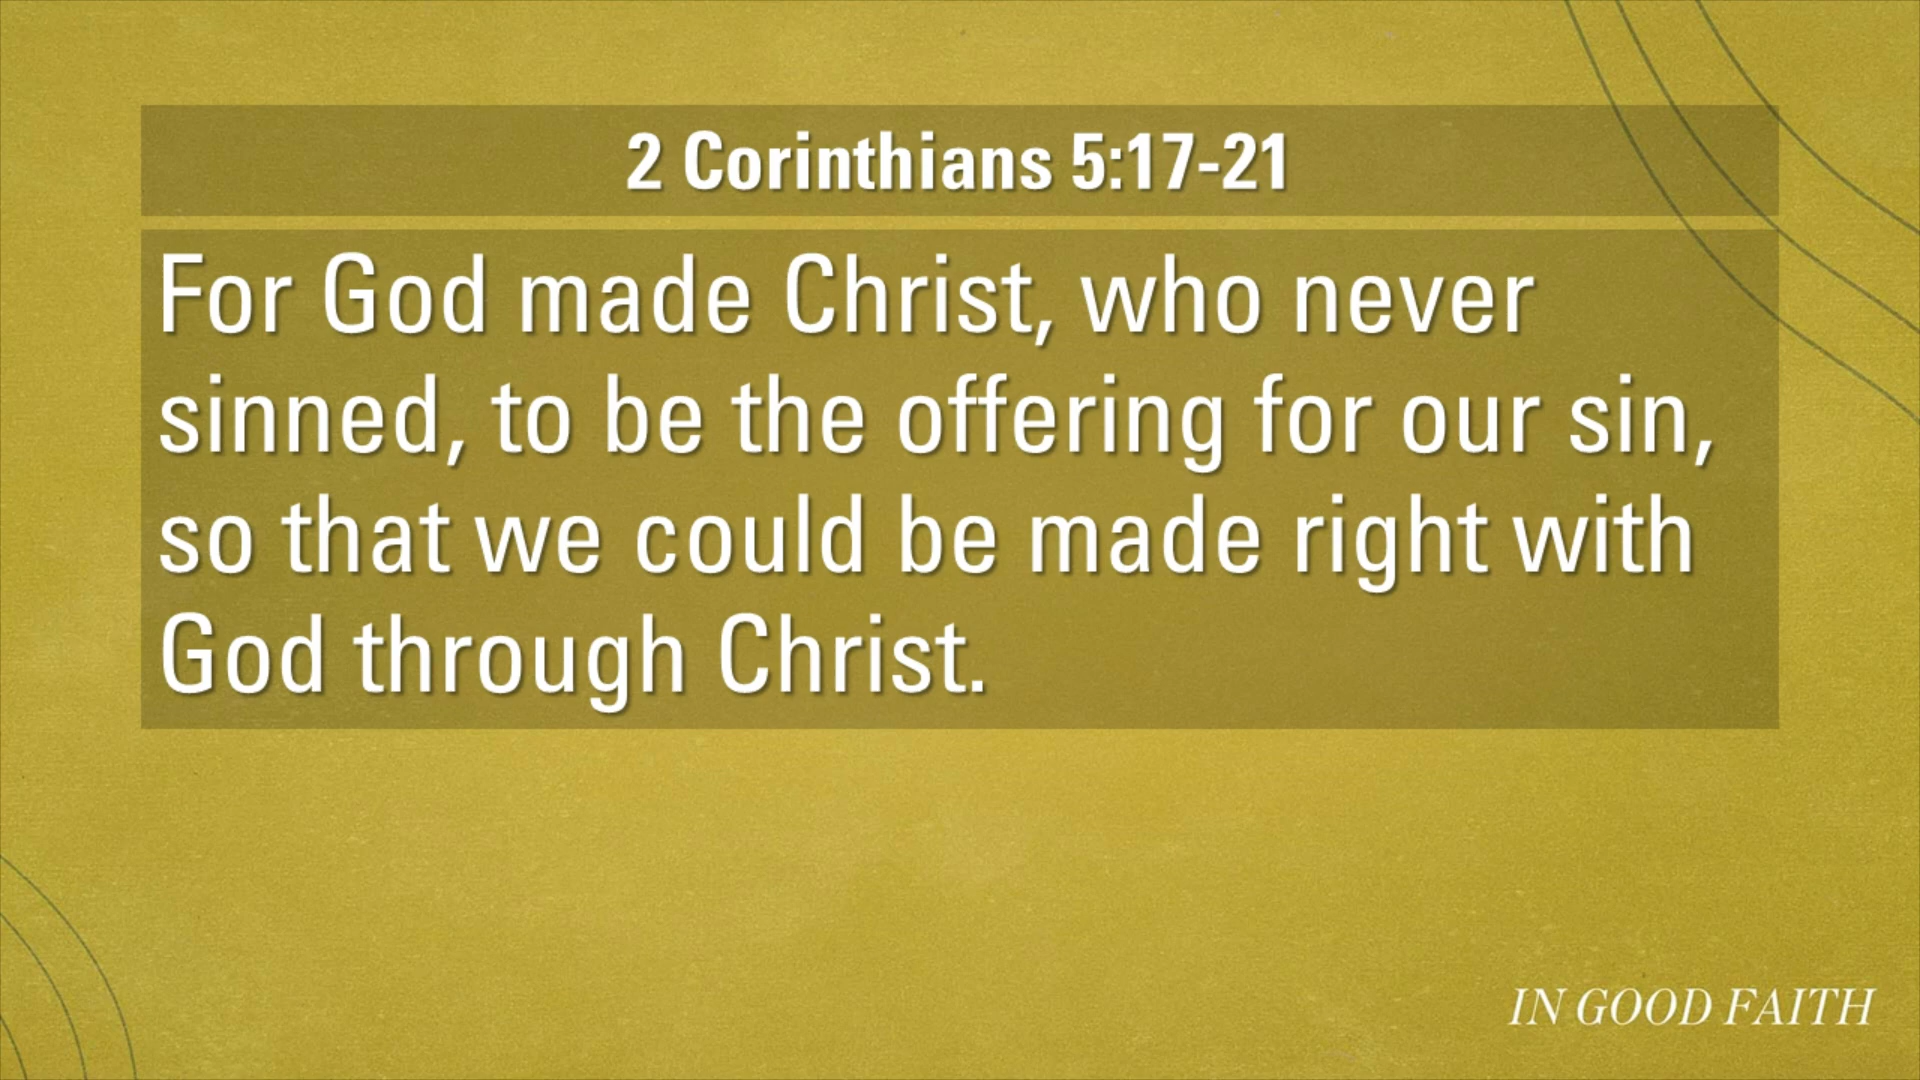 2 Corinthians 5:17-21
For God made Christ, who never
sinned, to be the offering for our sin,
so that we could be made right with
God through Christ.
IN GOOD FAITH